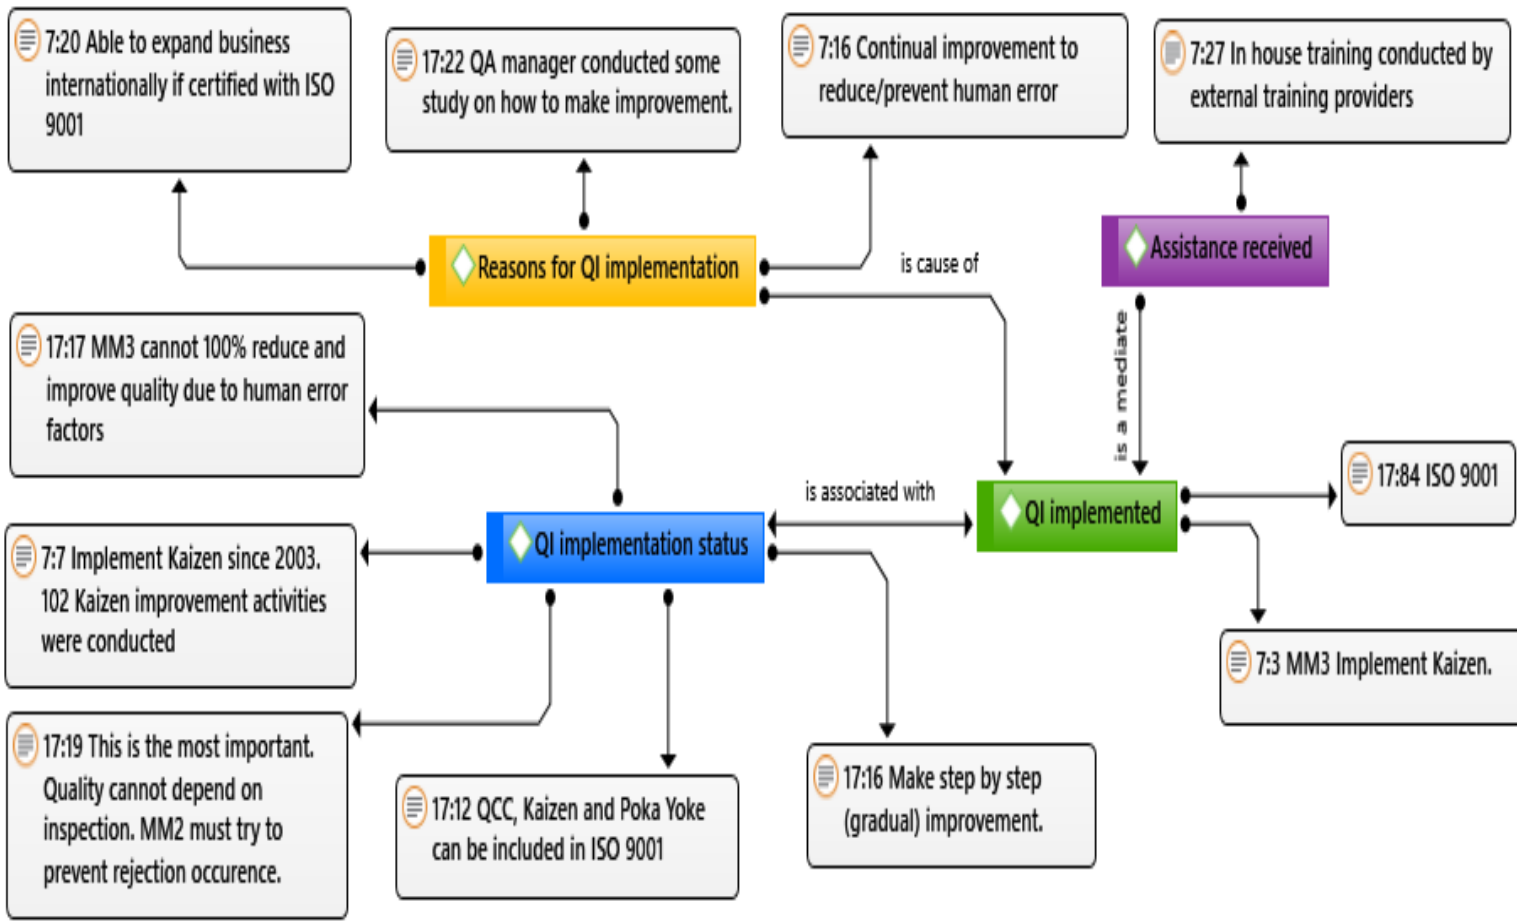 7:20 Able to expand business
internationally if certified with ISO
9001
17:22 QA manager conducted some
study on how to make improvement.
7:16 Continual improvement to
reduce/prevent human error
7:27 In house training conducted by
external training providers
Reasons for QI implementation
is cause of
Assistance received
is a mediate
17:17 MM3 cannot 100% reduce and
improve quality due to human error
factors
is associated with
QI implemented
17:84 ISO 9001
QI implementation status
7:7 Implement Kaizen since 2003.
102 Kaizen improvement activities
were conducted
7:3 MM3 Implement Kaizen.
17:19 This is the most important.
Quality cannot depend on
inspection. MM2 must try to
prevent rejection occurence.
17:12 QCC, Kaizen and Poka Yoke
can be included in ISO 9001
17:16 Make step by step
(gradual) improvement.